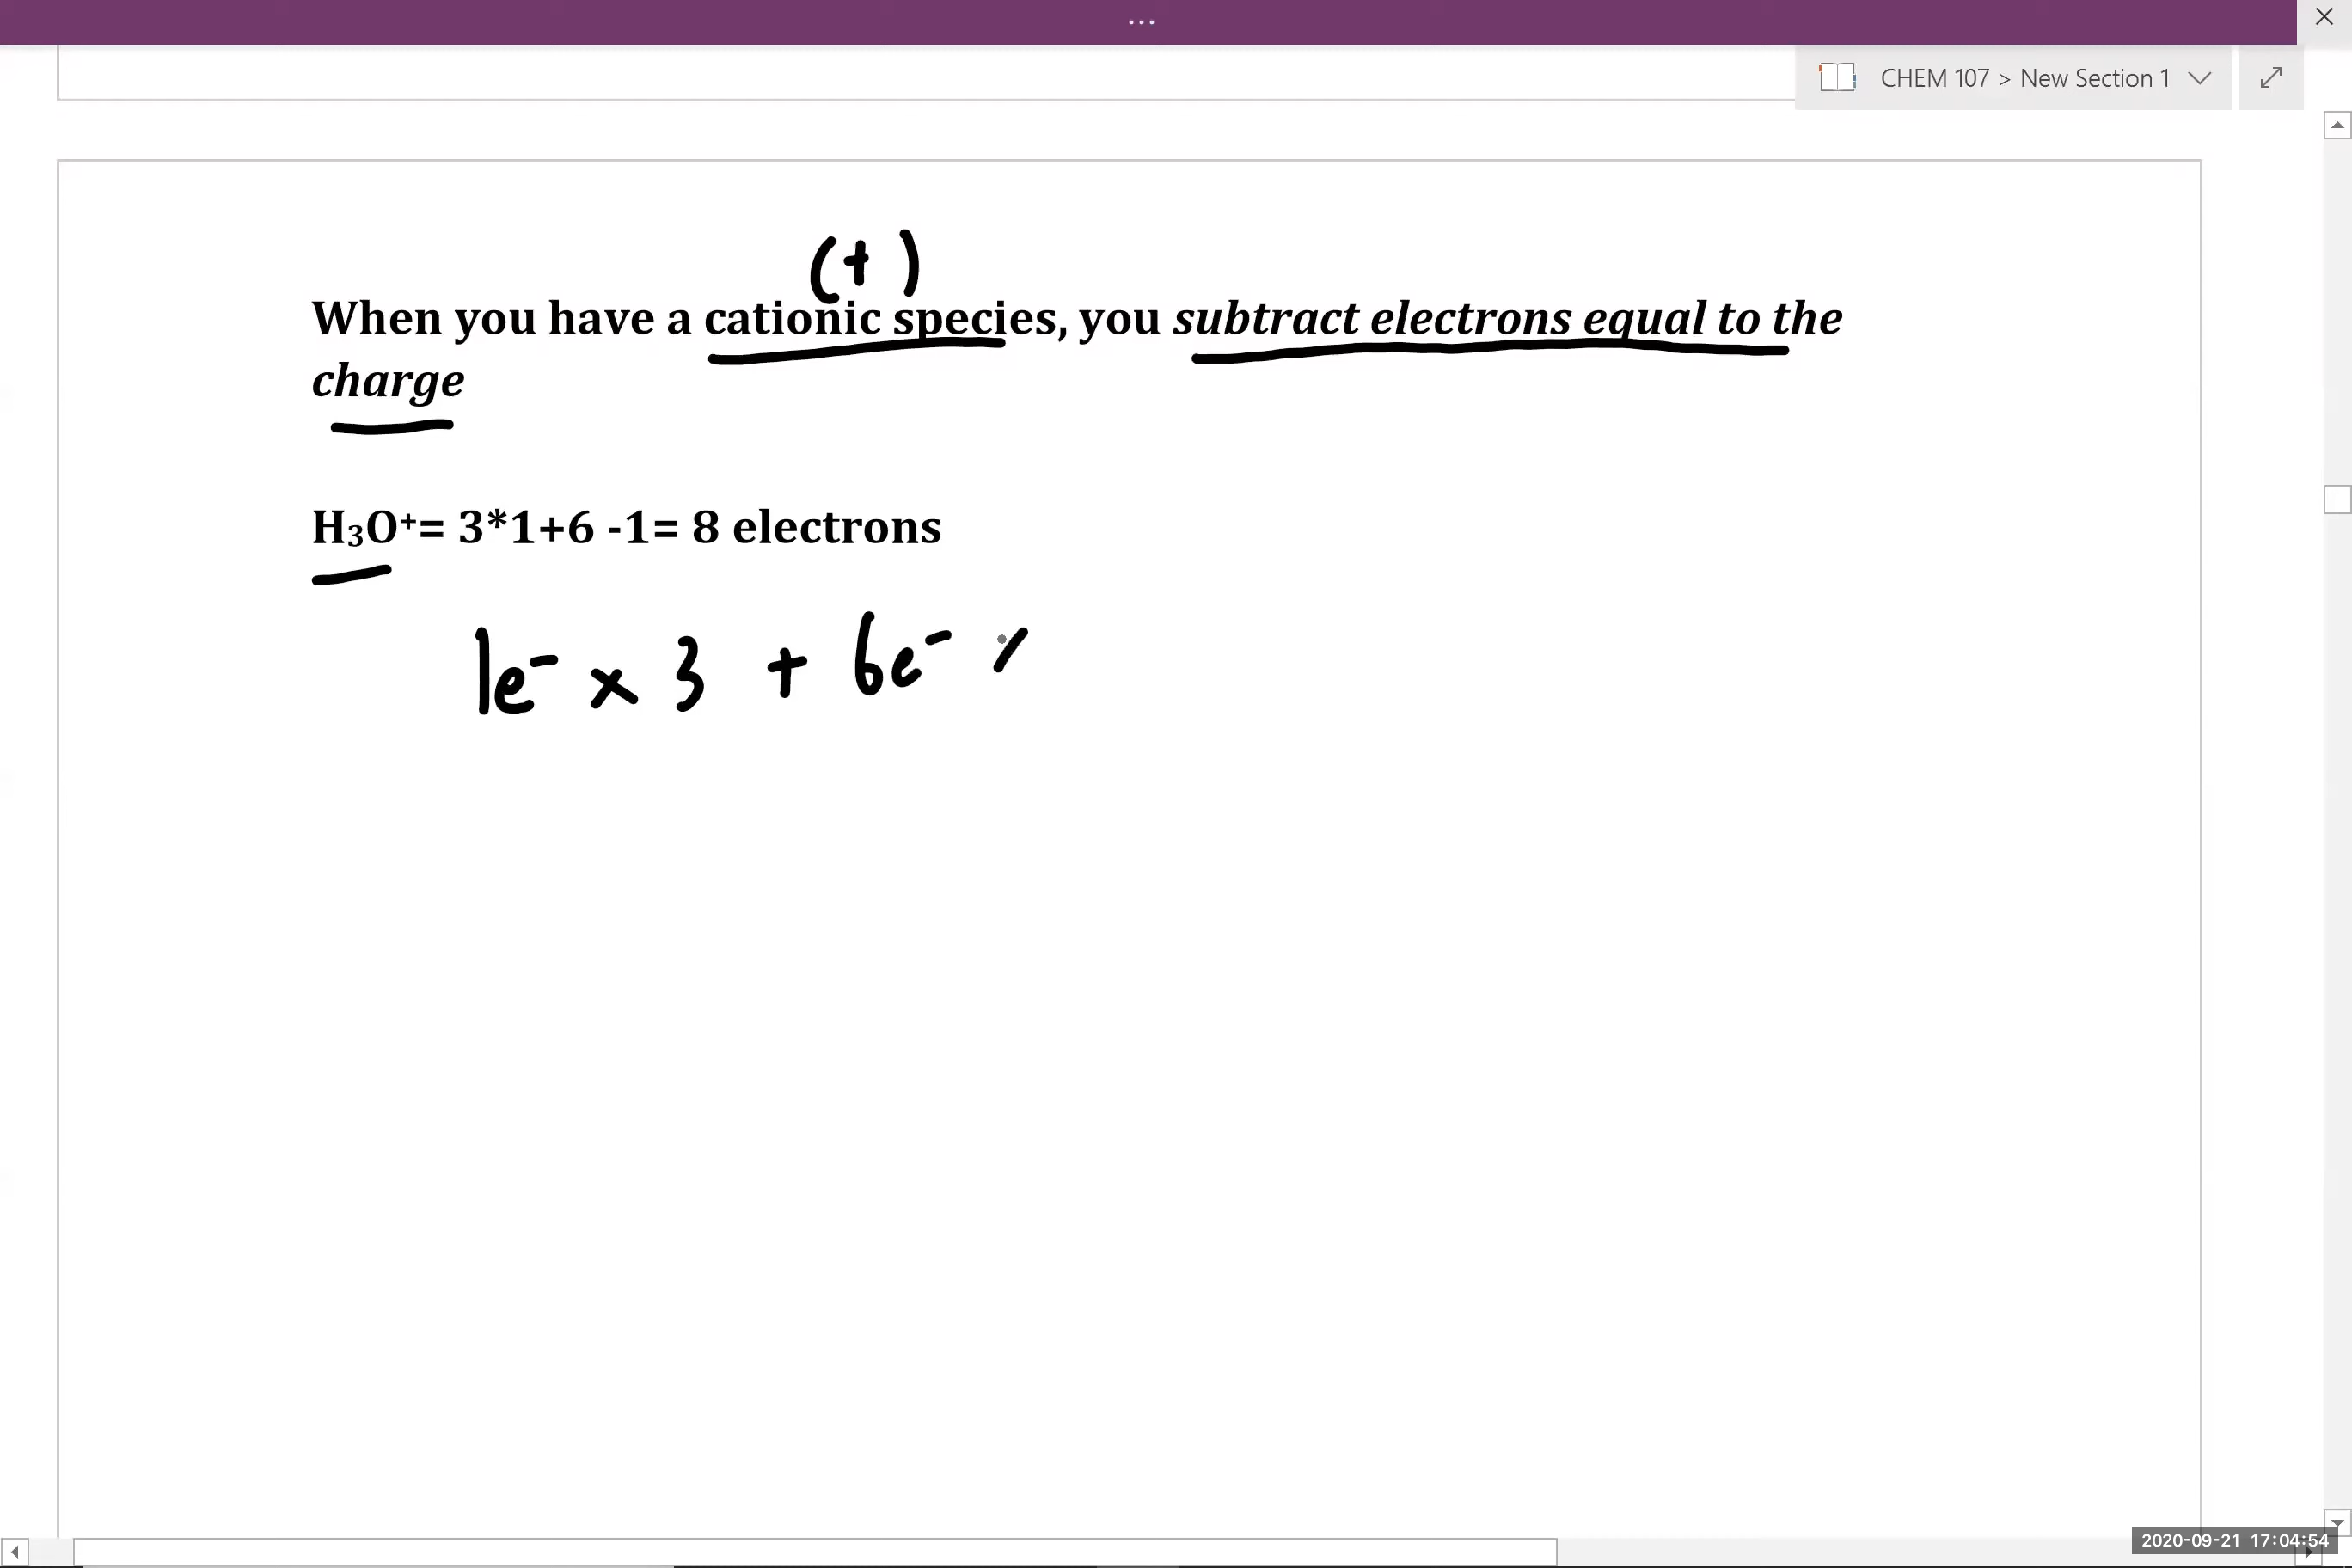 ...
CHEM 107 > New Section 1
(+)
When you have a cationic species, you subtract electrons equal to the
charge
H₃O⁺= 3*1+6 -1= 8 electrons
1e⁻ x 3 + 6e⁻
2020-09-21 17:04:54